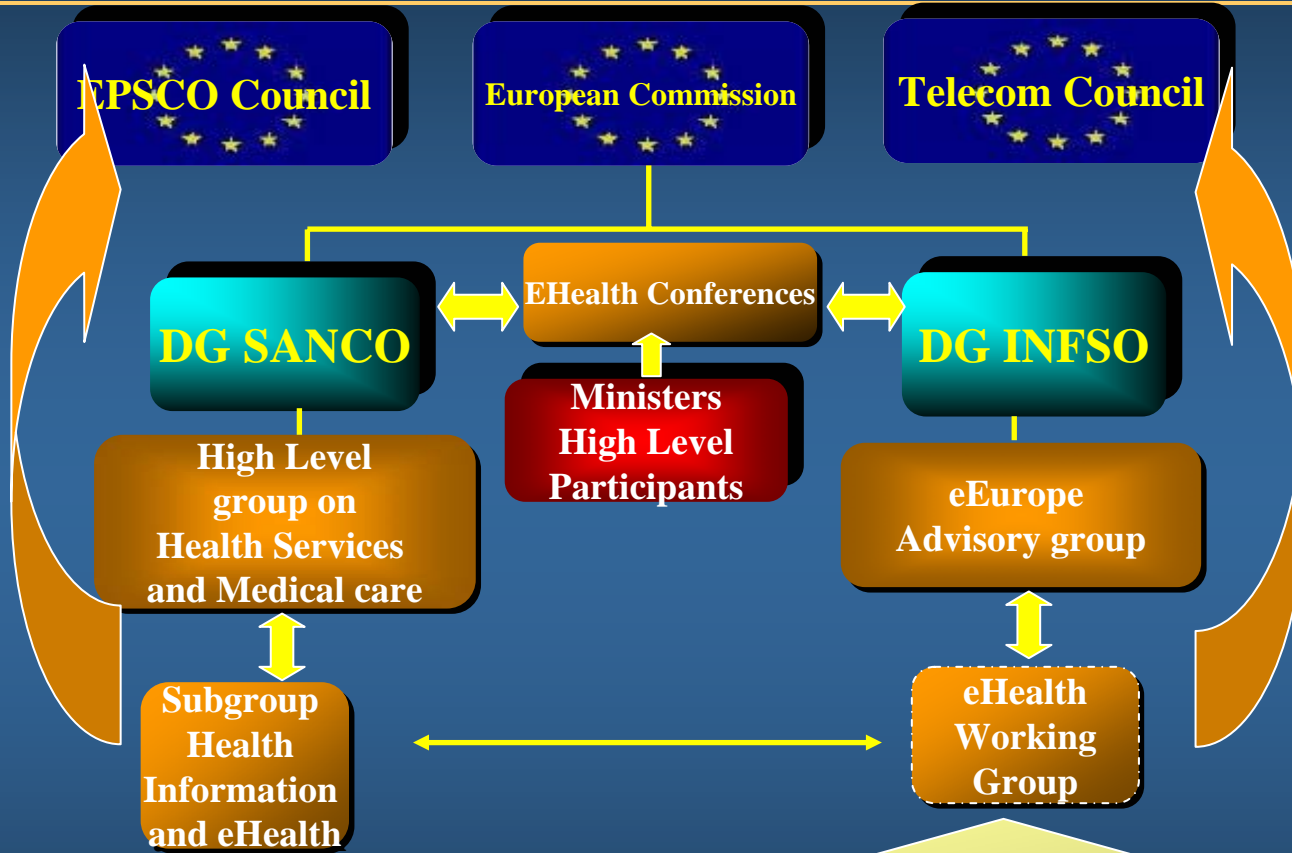 EPSCO Council
European Commission
Telecom Council
EHealth Conferences
DG SANCO
DG INFSO
Ministers
High Level
Participants
High Level
group on
Health Services
and Medical care
eEurope
Advisory group
Subgroup
Health
Information
and eHealth
eHealth
Working
Group